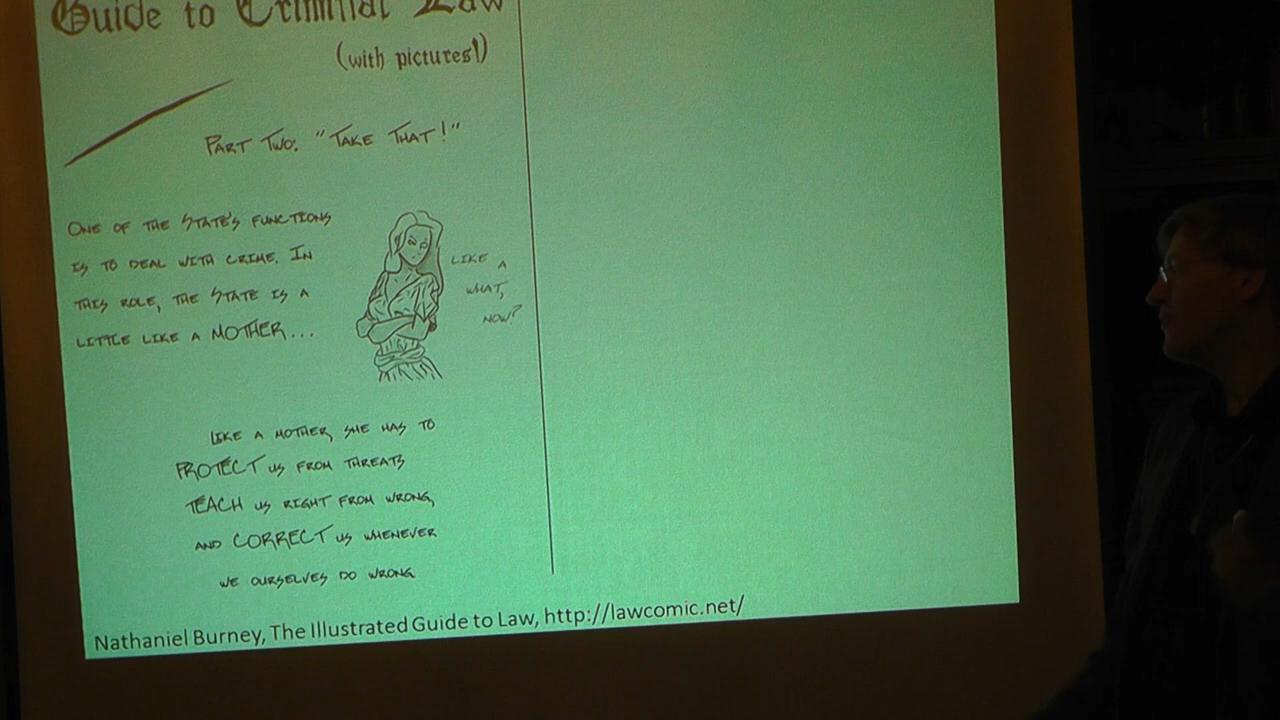 Guide to Criminal Law
(with pictures!)
PART TWO: "TAKE THAT!"
ONE OF THE STATE'S FUNCTIONS
IS TO DEAL WITH CRIME. IN
THIS ROLE, THE STATE IS A
LITTLE LIKE A MOTHER...
LIKE A
WHAT,
NOW?
LIKE A MOTHER, SHE HAS TO
PROTECT US FROM THREATS
TEACH US RIGHT FROM WRONG,
AND CORRECT US WHENEVER
WE OURSELVES DO WRONG
Nathaniel Burney, The Illustrated Guide to Law, http://lawcomic.net/